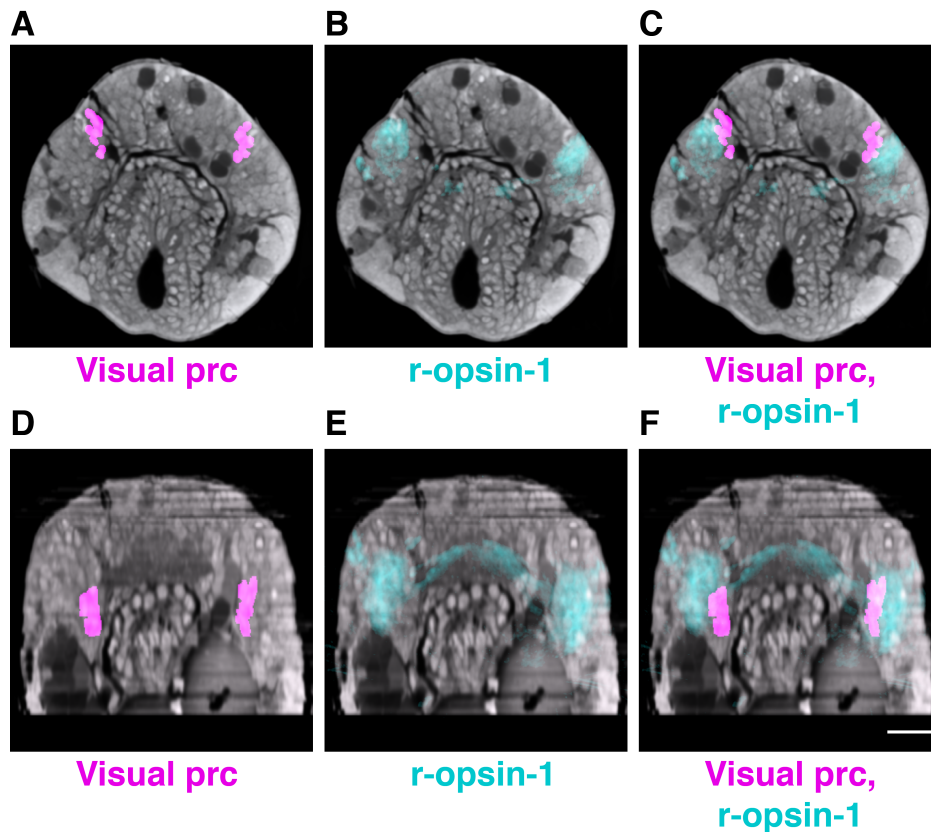 A
B
C
Visual prc
r-opsin-1
Visual prc,
r-opsin-1
D
E
F
Visual prc
r-opsin-1
Visual prc,
r-opsin-1